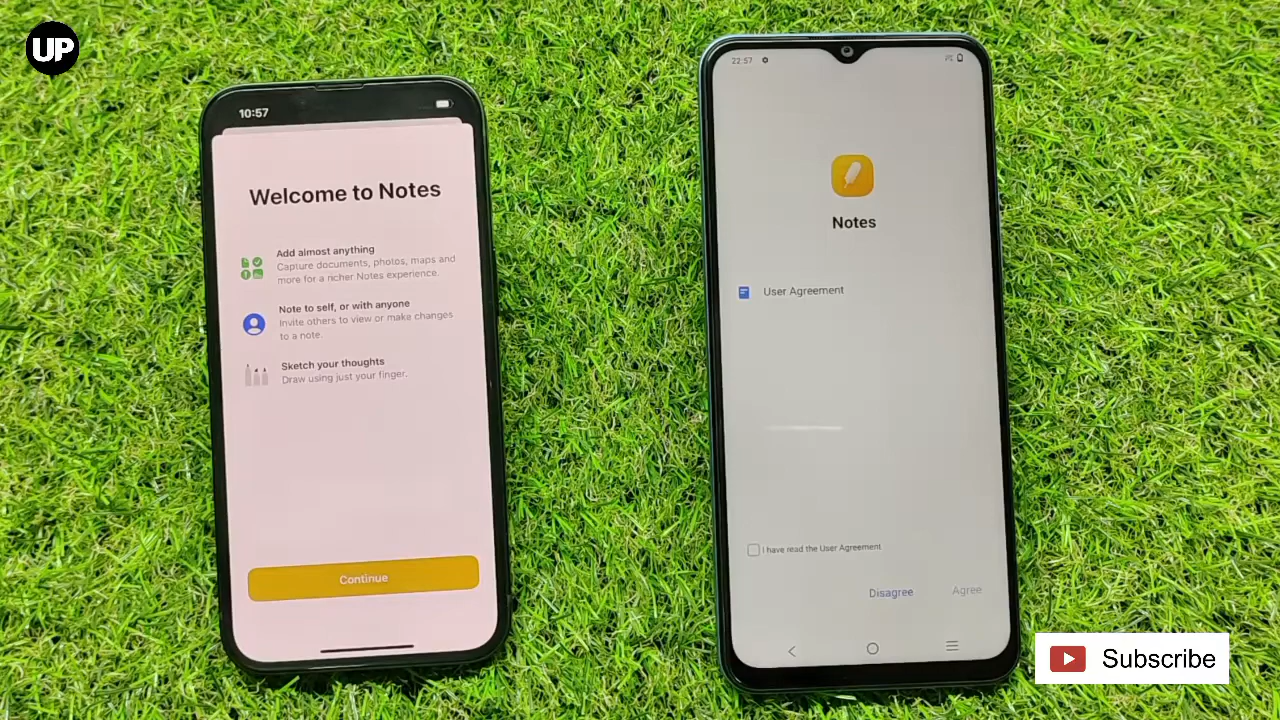 UP
10:57
Welcome to Notes
Add almost anything
Capture documents, photos, maps and
more for a richer Notes experience.
Note to self, or with anyone
Invite others to view or make changes
to a note.
Sketch your thoughts
Draw using just your finger.
Continue
22:57
Notes
User Agreement
I have read the User Agreement
Disagree
Agree
Subscribe